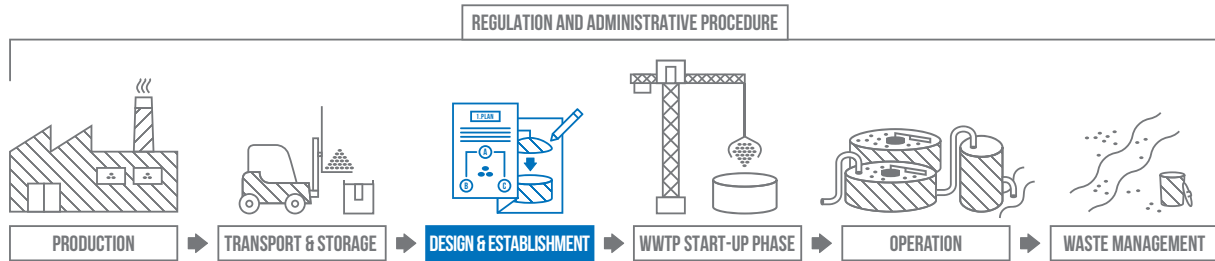 REGULATION AND ADMINISTRATIVE PROCEDURE
1.PLAN
A
B
C
PRODUCTION
TRANSPORT & STORAGE
DESIGN & ESTABLISHMENT
WWTP START-UP PHASE
OPERATION
WASTE MANAGEMENT